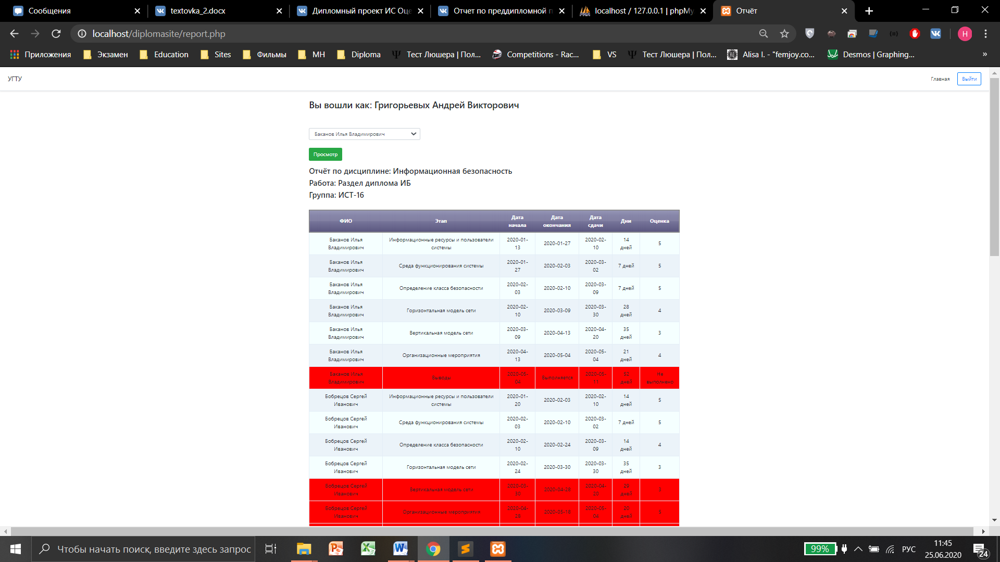 Сообщения
textovka_2.docx
Дипломный проект ИС Оце
Отчет по преддипломной п
localhost / 127.0.0.1 | phpMy
Отчёт
localhost/diplomasite/report.php
Н
Приложения
Экзамен
Education
Sites
Фильмы
МН
Diploma
Тест Люшера | Пол...
Competitions - Rac...
VS
Тест Люшера | Пол...
Alisa I. - "femjoy.co...
Desmos | Graphing...
»
УГТУ
Главная
Выйти
Вы вошли как: Григорьевых Андрей Викторович
Баканов Илья Владимирович
Просмотр
Отчёт по дисциплине: Информационная безопасность
Работа: Раздел диплома ИБ
Группа: ИСТ-16
ФИО Этап Дата начала Дата окончания Дата сдачи Дни Оценка
Баканов Илья Владимирович Информационные ресурсы и пользователи системы 2020-01-13 2020-01-27 2020-02-10 14 дней 5
Баканов Илья Владимирович Среда функционирования системы 2020-01-27 2020-02-03 2020-03-02 7 дней 5
Баканов Илья Владимирович Определение класса безопасности 2020-02-03 2020-02-10 2020-03-09 7 дней 5
Баканов Илья Владимирович Горизонтальная модель сети 2020-02-10 2020-03-09 2020-03-30 28 дней 4
Баканов Илья Владимирович Вертикальная модель сети 2020-03-09 2020-04-13 2020-04-20 35 дней 3
Баканов Илья Владимирович Организационные мероприятия 2020-04-13 2020-05-04 2020-05-04 21 дней 4
Баканов Илья Владимирович Выводы 2020-05-04 Выполняется 2020-05-11 52 дней Не выполнено
Бобрецов Сергей Иванович Информационные ресурсы и пользователи системы 2020-01-20 2020-02-03 2020-02-10 14 дней 5
Бобрецов Сергей Иванович Среда функционирования системы 2020-02-03 2020-02-10 2020-03-02 7 дней 5
Бобрецов Сергей Иванович Определение класса безопасности 2020-02-10 2020-02-24 2020-03-09 14 дней 4
Бобрецов Сергей Иванович Горизонтальная модель сети 2020-02-24 2020-03-30 2020-03-30 35 дней 3
Бобрецов Сергей Иванович Вертикальная модель сети 2020-03-30 2020-04-28 2020-04-20 29 дней 3
Бобрецов Сергей Иванович Организационные мероприятия 2020-04-28 2020-05-18 2020-05-04 20 дней 5
Чтобы начать поиск, введите здесь запрос
99%
РУС
11:45
25.06.2020
24